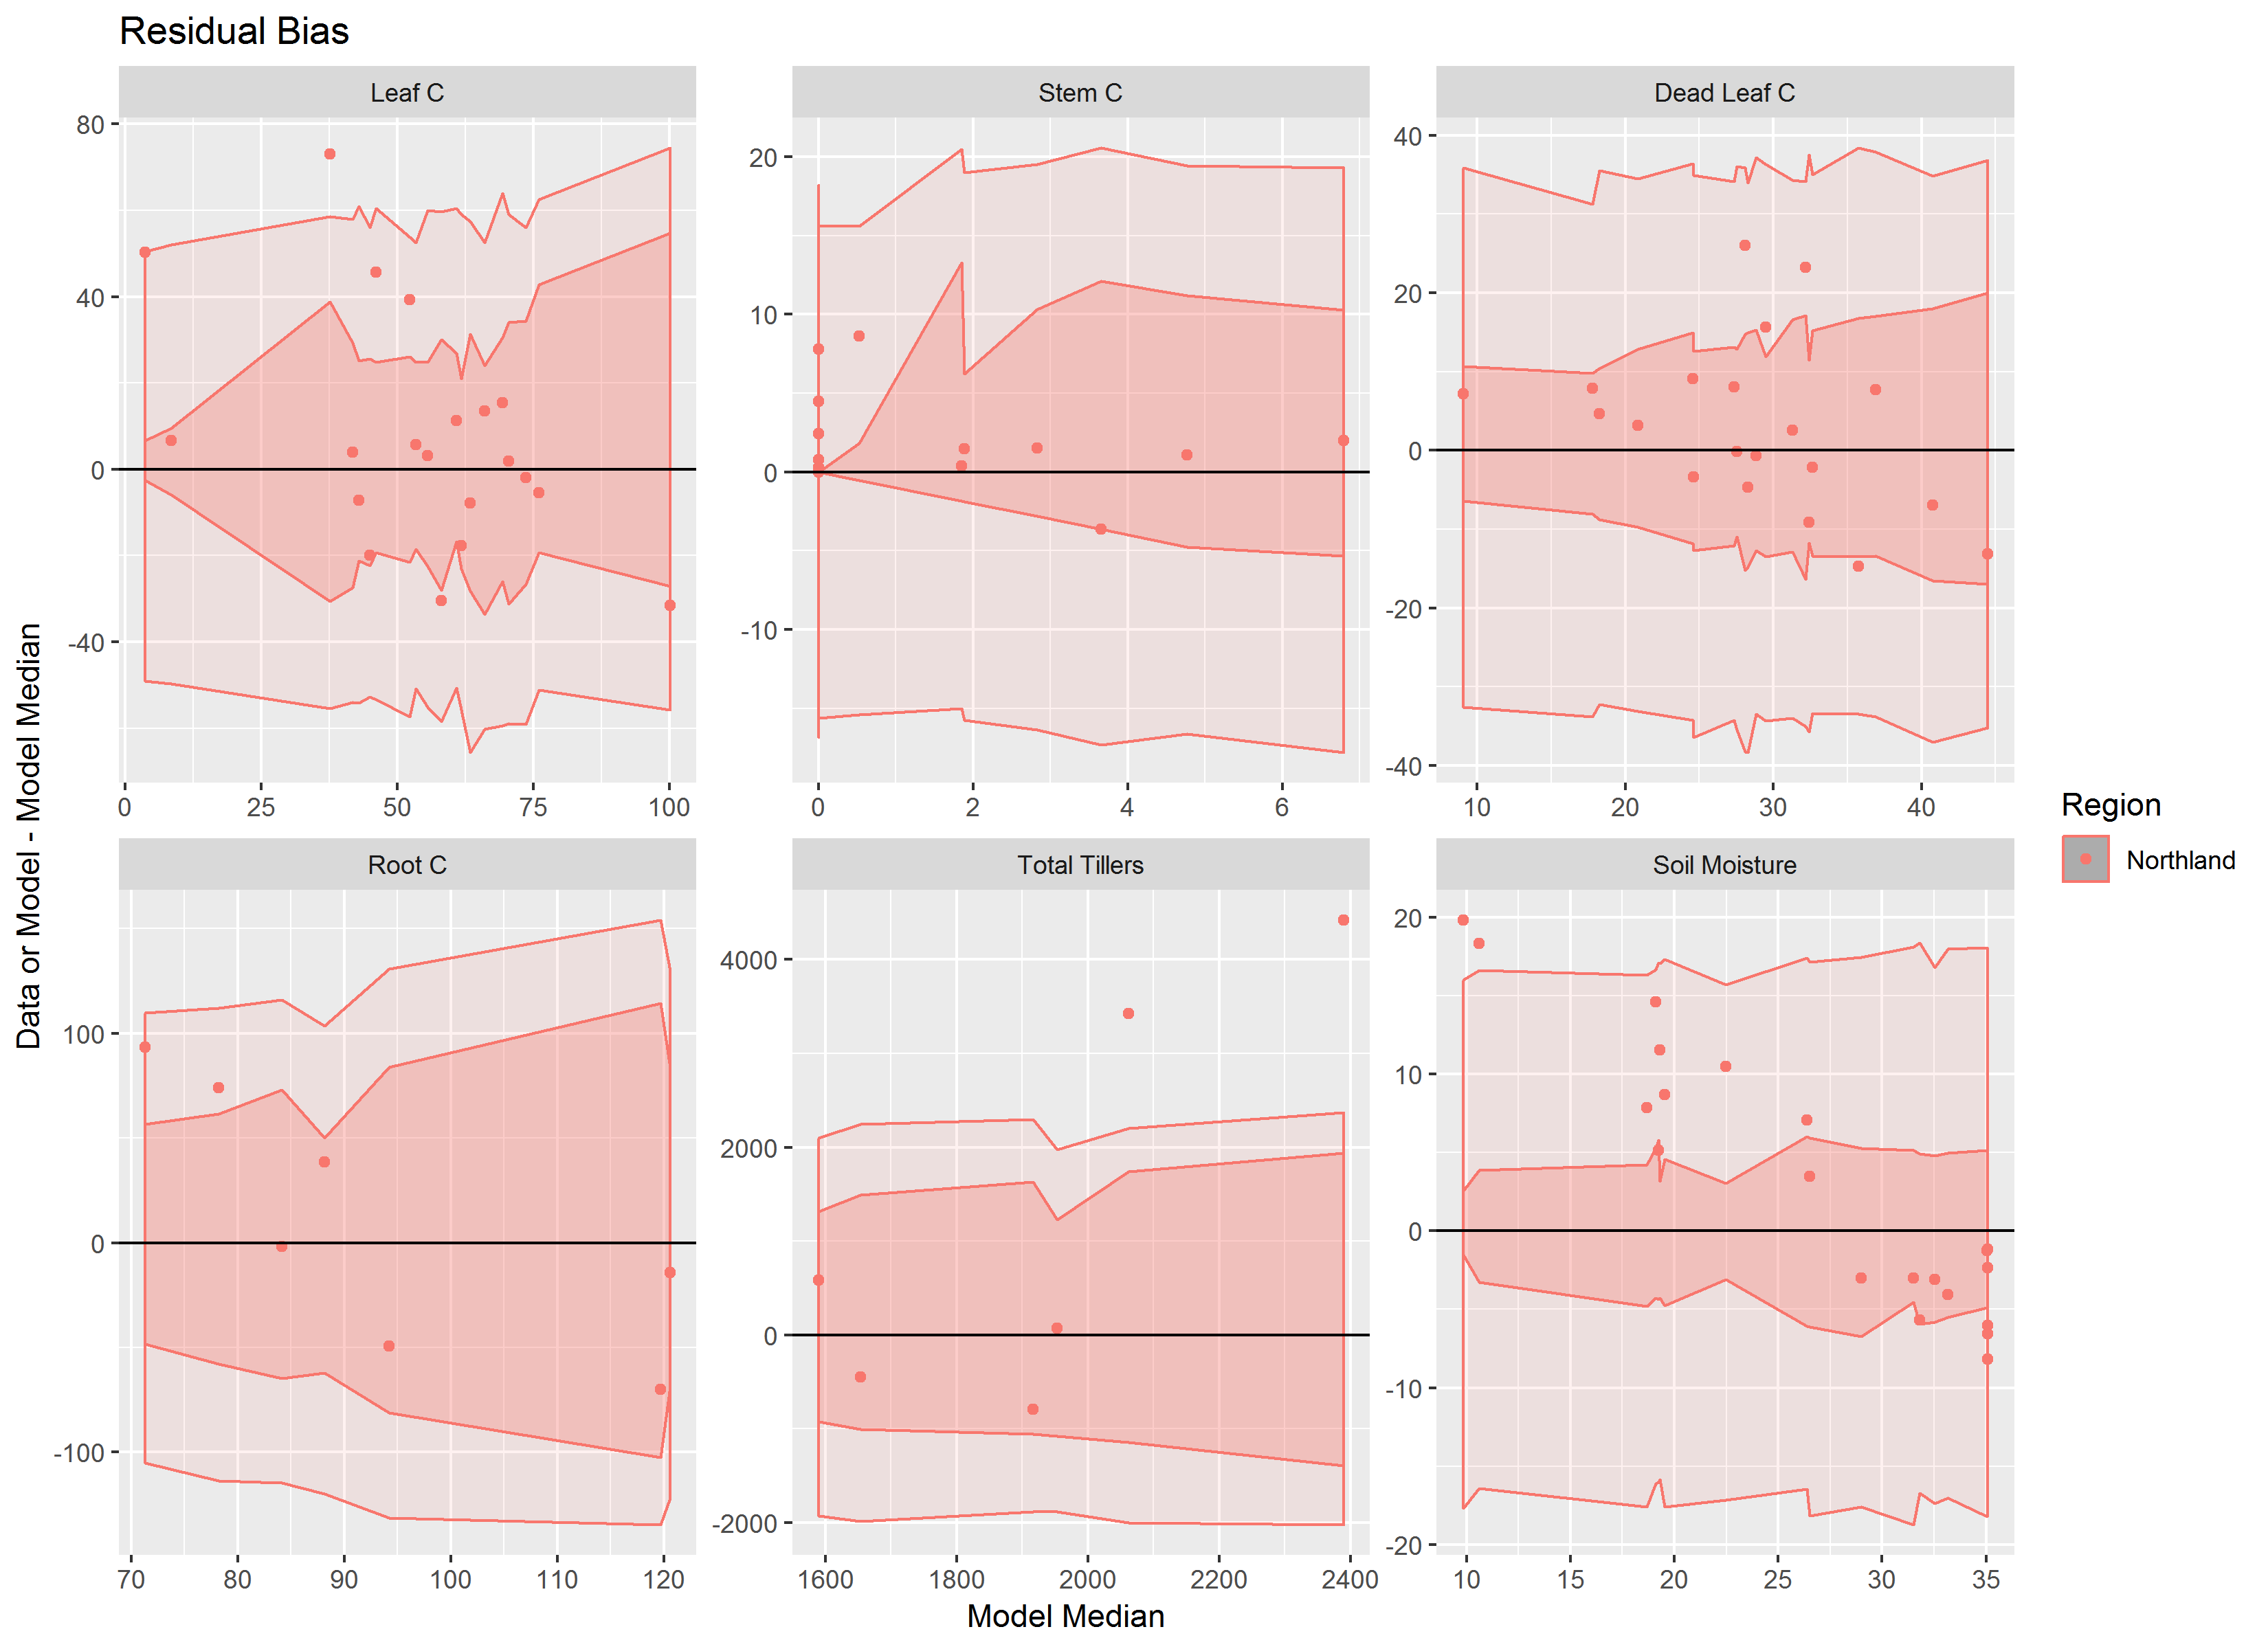 Residual Bias
Leaf C
Stem C
Dead Leaf C
80
40
0
-40
20
10
0
-10
40
20
0
-20
-40
0 25 50 75 100
0 2 4 6
10 20 30 40
Root C
Total Tillers
Soil Moisture
100
0
-100
4000
2000
0
-2000
20
10
0
-10
-20
70 80 90 100 110 120
1600 1800 2000 2200 2400
10 15 20 25 30 35
Model Median
Data or Model - Model Median
Region
Northland